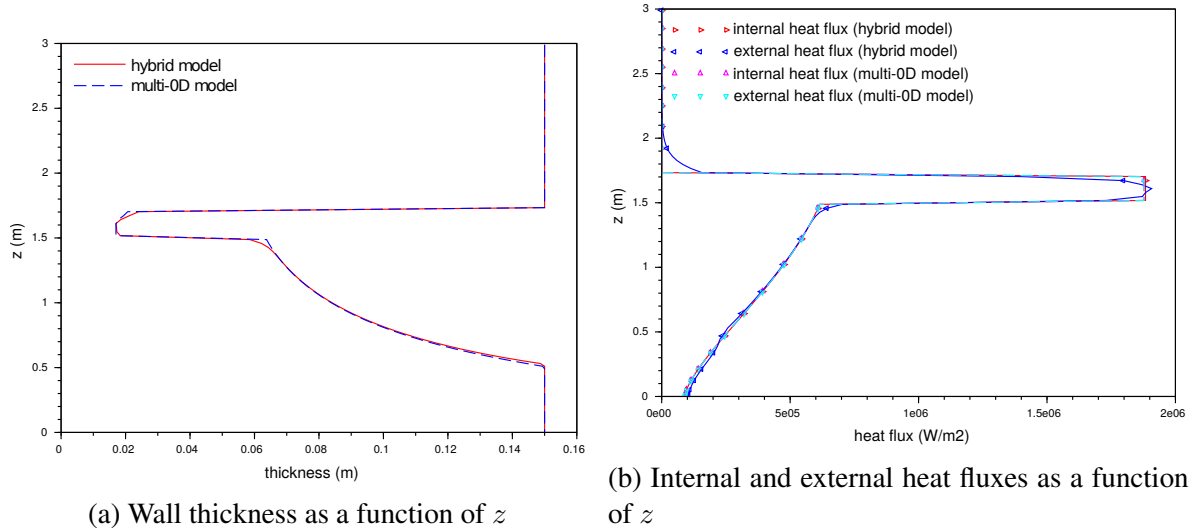 3
2.5
2
1.5
1
0.5
0
z (m)
hybrid model
multi-0D model
0
0.02
0.04
0.06
0.08
0.1
0.12
0.14
0.16
thickness (m)
(a) Wall thickness as a function of z
3
2.5
2
1.5
1
0.5
0
z (m)
internal heat flux (hybrid model)
external heat flux (hybrid model)
internal heat flux (multi-0D model)
external heat flux (multi-0D model)
0e00
5e05
1e06
1.5e06
2e06
heat flux (W/m2)
(b) Internal and external heat fluxes as a function
of z